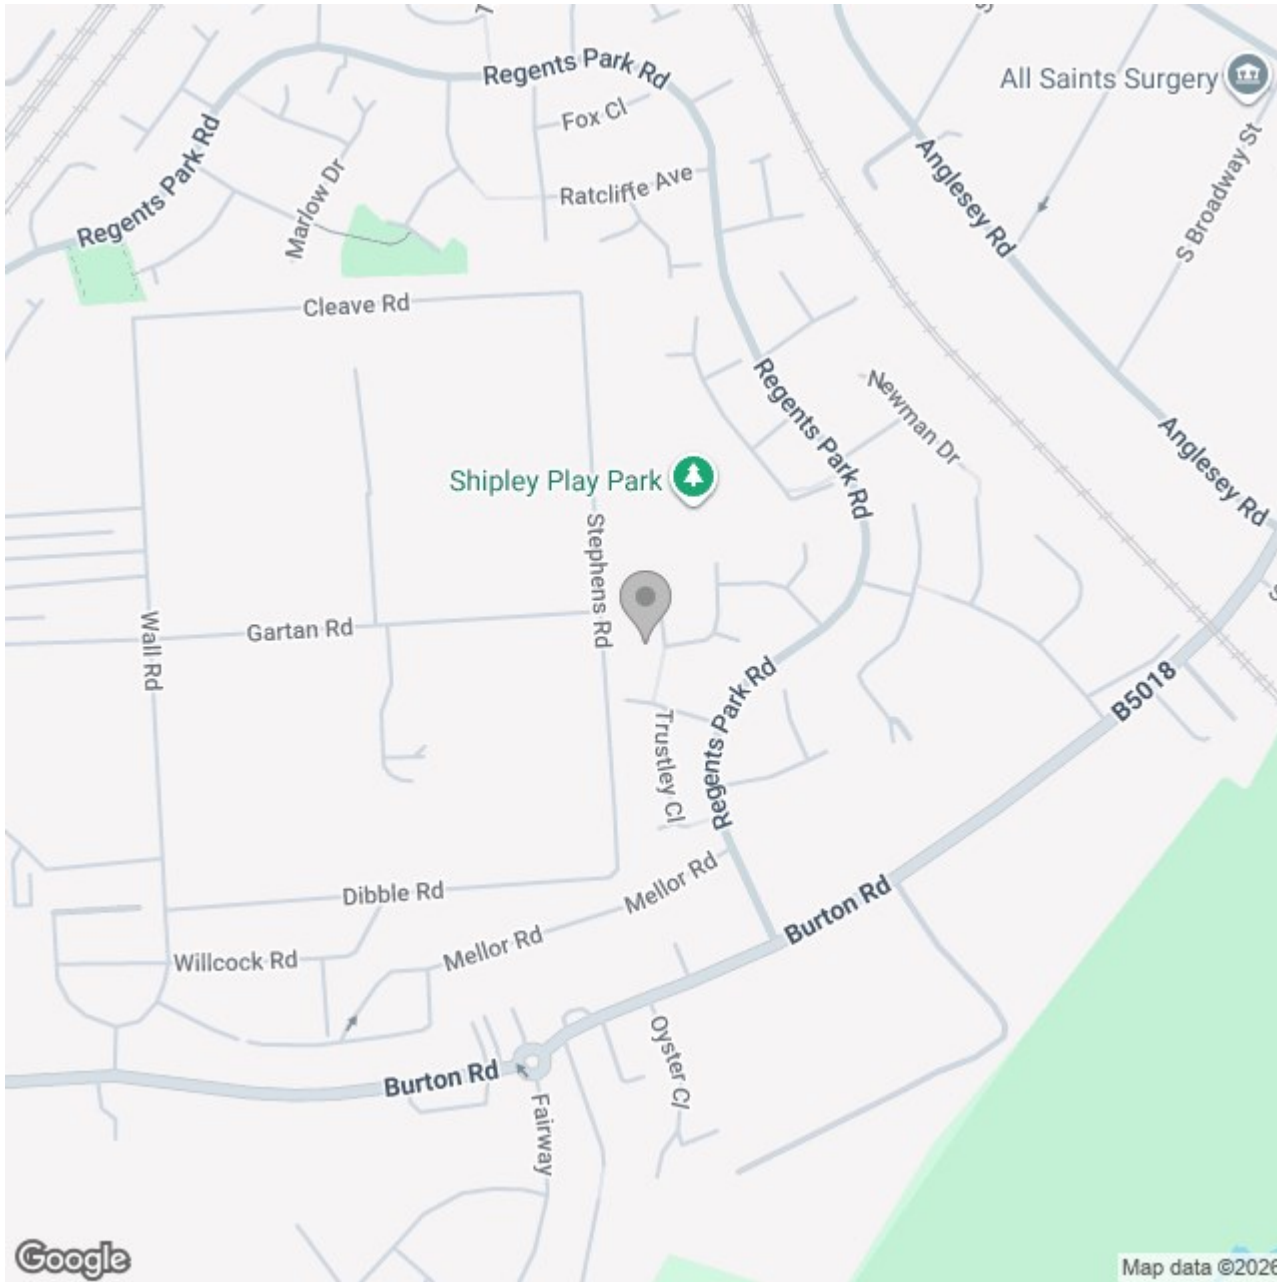 Regents Park Rd
All Saints Surgery
Fox Cl
Regents Park Rd
Anglesey Rd
S Broadway St
Ratcliffe Ave
Marlow Dr
Cleave Rd
Newman Dr
Regents Park Rd
Anglesey Rd
Shipley Play Park
Stephens Rd
Wall Rd
Gartan Rd
B5018
Regents Park Rd
Trustley Cl
Mellor Rd
Dibble Rd
Burton Rd
Mellor Rd
Willcock Rd
Oyster Cl
Burton Rd
Fairway
Google
Map data ©2026